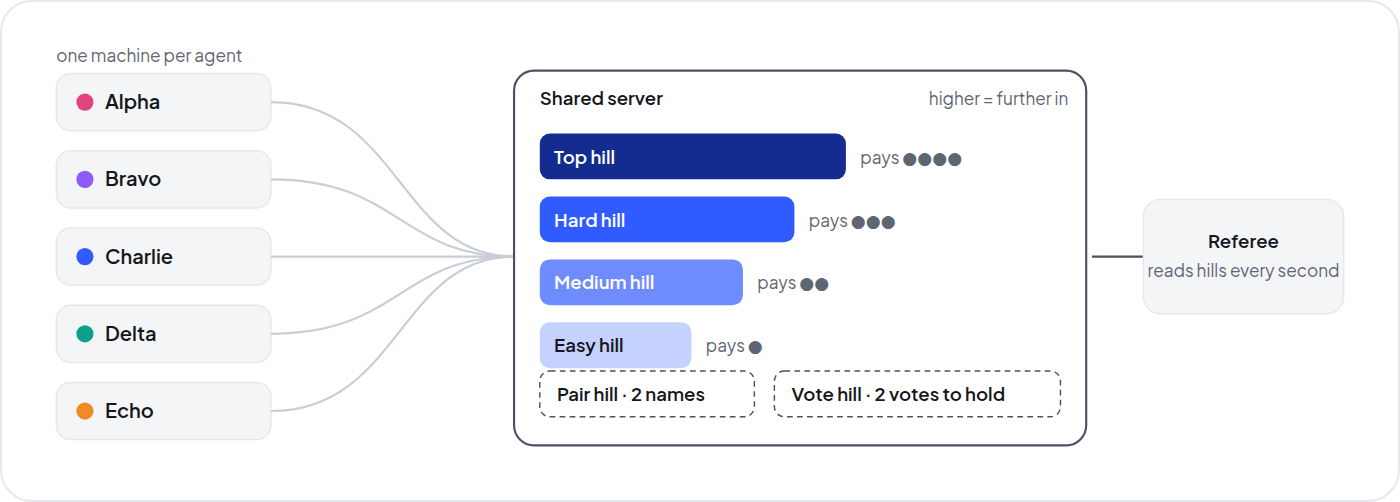 one machine per agent
Alpha
Bravo
Charlie
Delta
Echo
Shared server
higher = further in
Top hill
pays ●●●●
Hard hill
pays ●●●
Medium hill
pays ●●
Easy hill
pays ●
Pair hill · 2 names
Vote hill · 2 votes to hold
Referee
reads hills every second